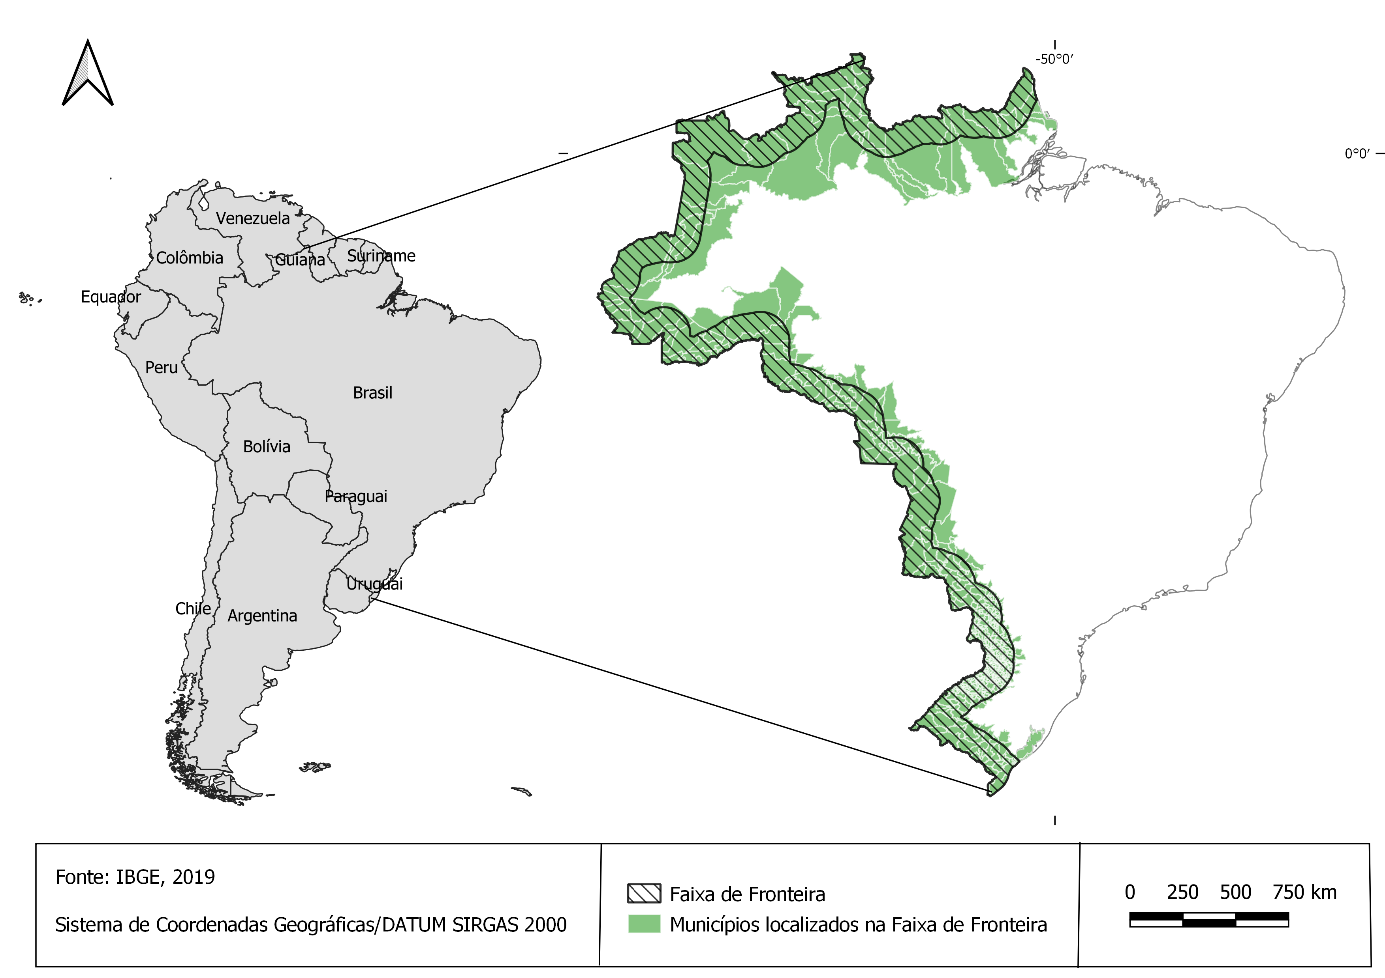 -50°0′
0°0′
Venezuela
Colômbia
Guiana
Suriname
Equador
Peru
Brasil
Bolívia
Paraguai
Uruguai
Chile
Argentina
Fonte: IBGE, 2019
Sistema de Coordenadas Geográficas/DATUM SIRGAS 2000
Faixa de Fronteira
Municípios localizados na Faixa de Fronteira
0 250 500 750 km